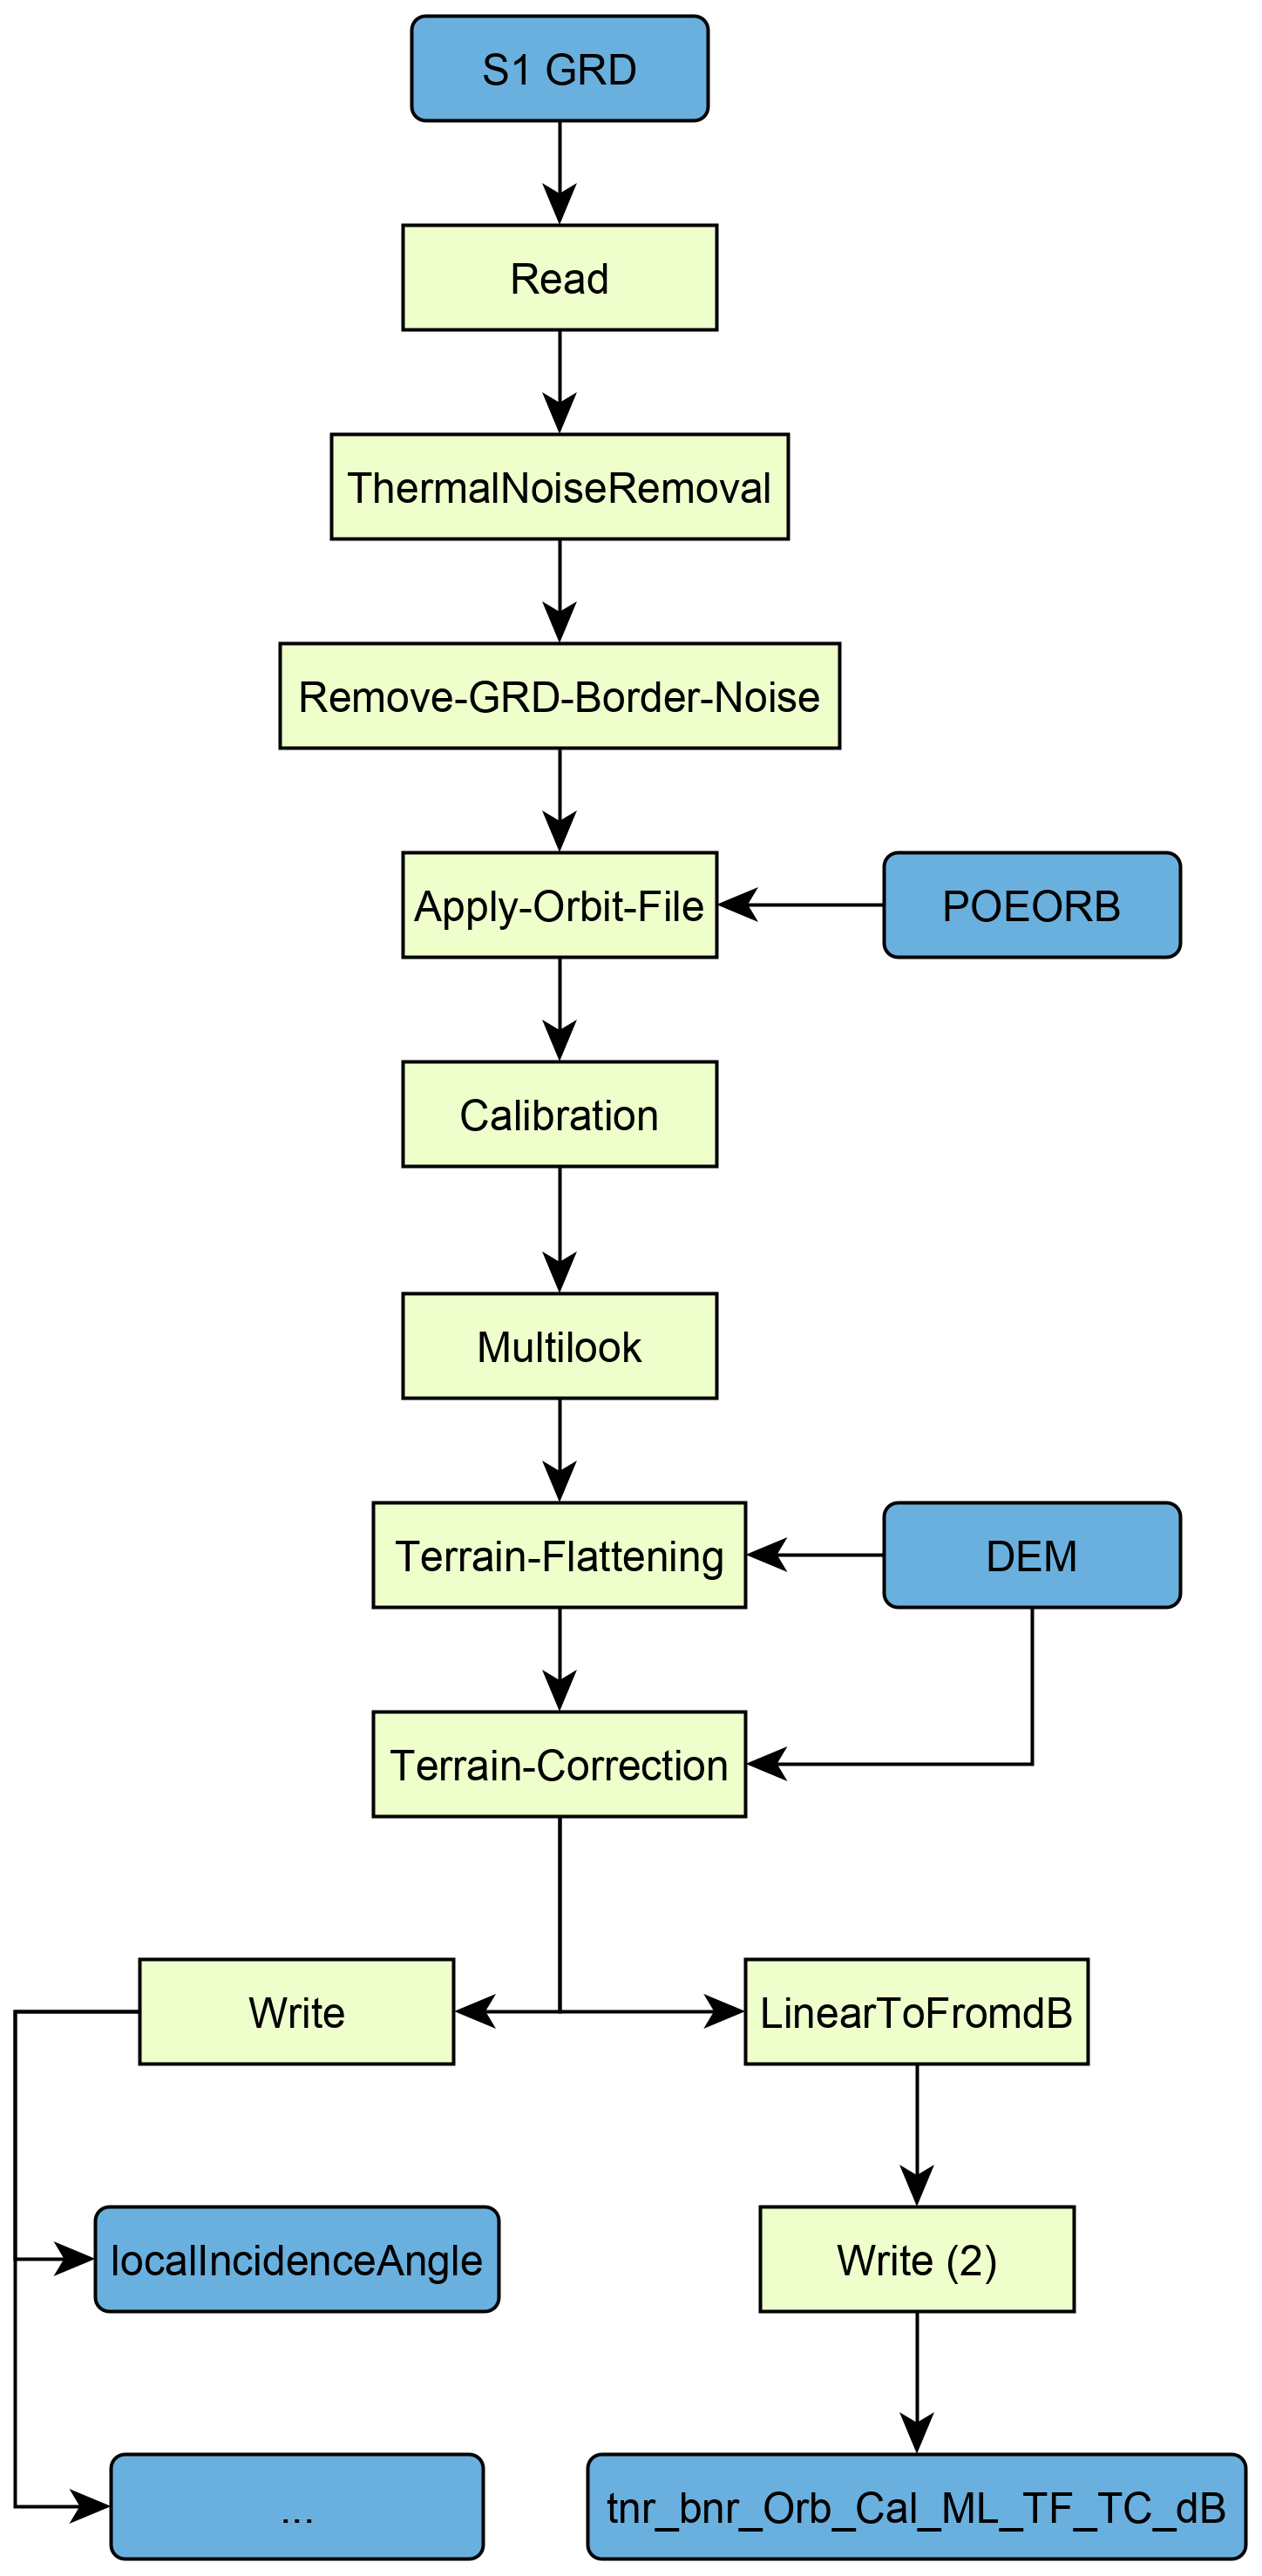 S1 GRD
Read
ThermalNoiseRemoval
Remove-GRD-Border-Noise
Apply-Orbit-File
POEORB
Calibration
Multilook
Terrain-Flattening
DEM
Terrain-Correction
Write
LinearToFromdB
localIncidenceAngle
Write (2)
...
tnr_bnr_Orb_Cal_ML_TF_TC_dB